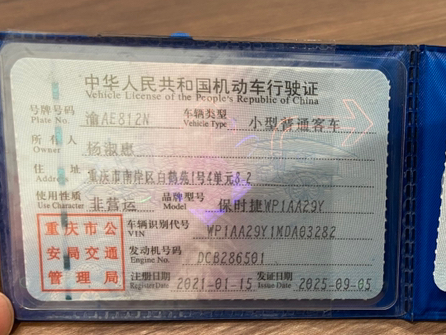 中华人民共和国机动车行驶证
Vehicle License of the People's Republic of China
号牌号码 渝AE812N 车辆类型 小型普通客车
Plate No. Vehicle Type
所有人 杨淑惠
Owner
住址 重庆市南岸区白鹤苑1号4单元8-2
Address
使用性质 非营运 品牌型号 保时捷WP1AA29Y
Use Character Model
重庆市公 车辆识别代号 WP1AA29Y1MDA03282
VIN
安局交通 发动机号码 DCB286501
Engine No.
管理局 注册日期 2021-01-15 发证日期 2025-09-05
Register Date Issue Date